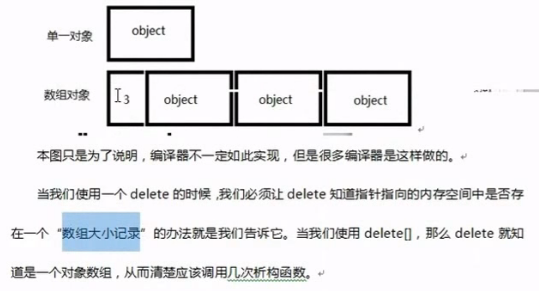 单一对象 object
数组对象 3 object object object
本图只是为了说明，编译器不一定如此实现，但是很多编译器是这样做的。
当我们使用一个 delete 的时候，我们必须让 delete 知道指针指向的内存空间中是否存
在一个“数组大小记录”的办法就是我们告诉它。当我们使用 delete[]，那么 delete 就知
道是一个对象数组，从而清楚应该调用几次析构函数。